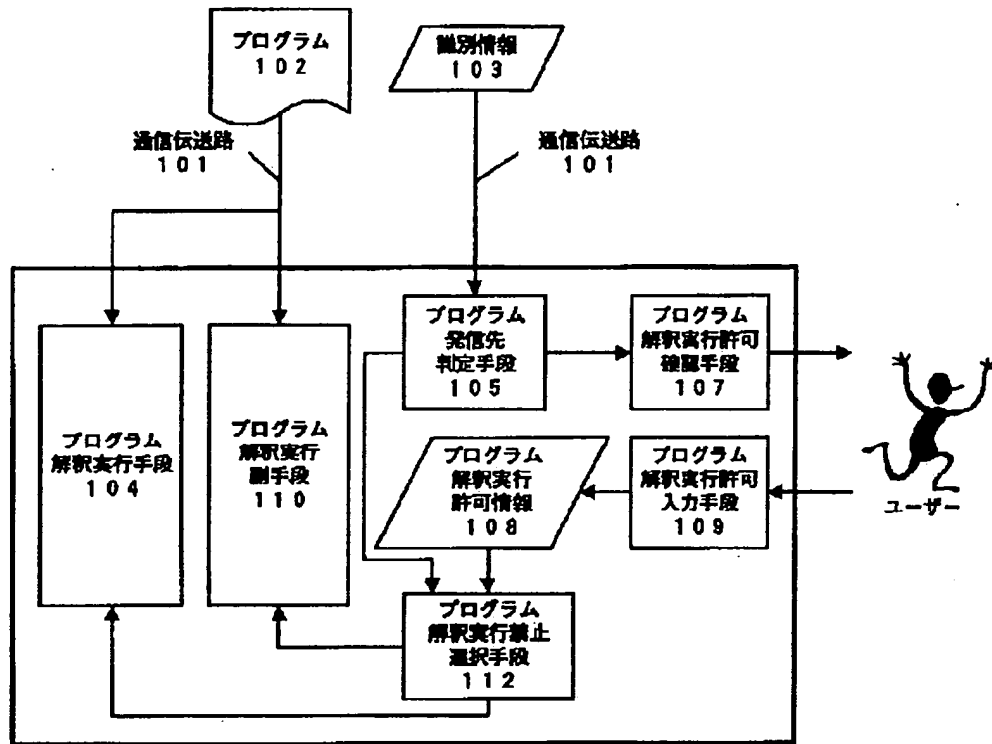 プログラム
102
識別情報
103
通信伝送路
101
通信伝送路
101
プログラム
解釈実行手段
104
プログラム
解釈実行
副手段
110
プログラム
発信先
判定手段
105
プログラム
解釈実行許可
確認手段
107
プログラム
解釈実行
許可情報
108
プログラム
解釈実行許可
入力手段
109
ユーザー
プログラム
解釈実行禁止
選択手段
112